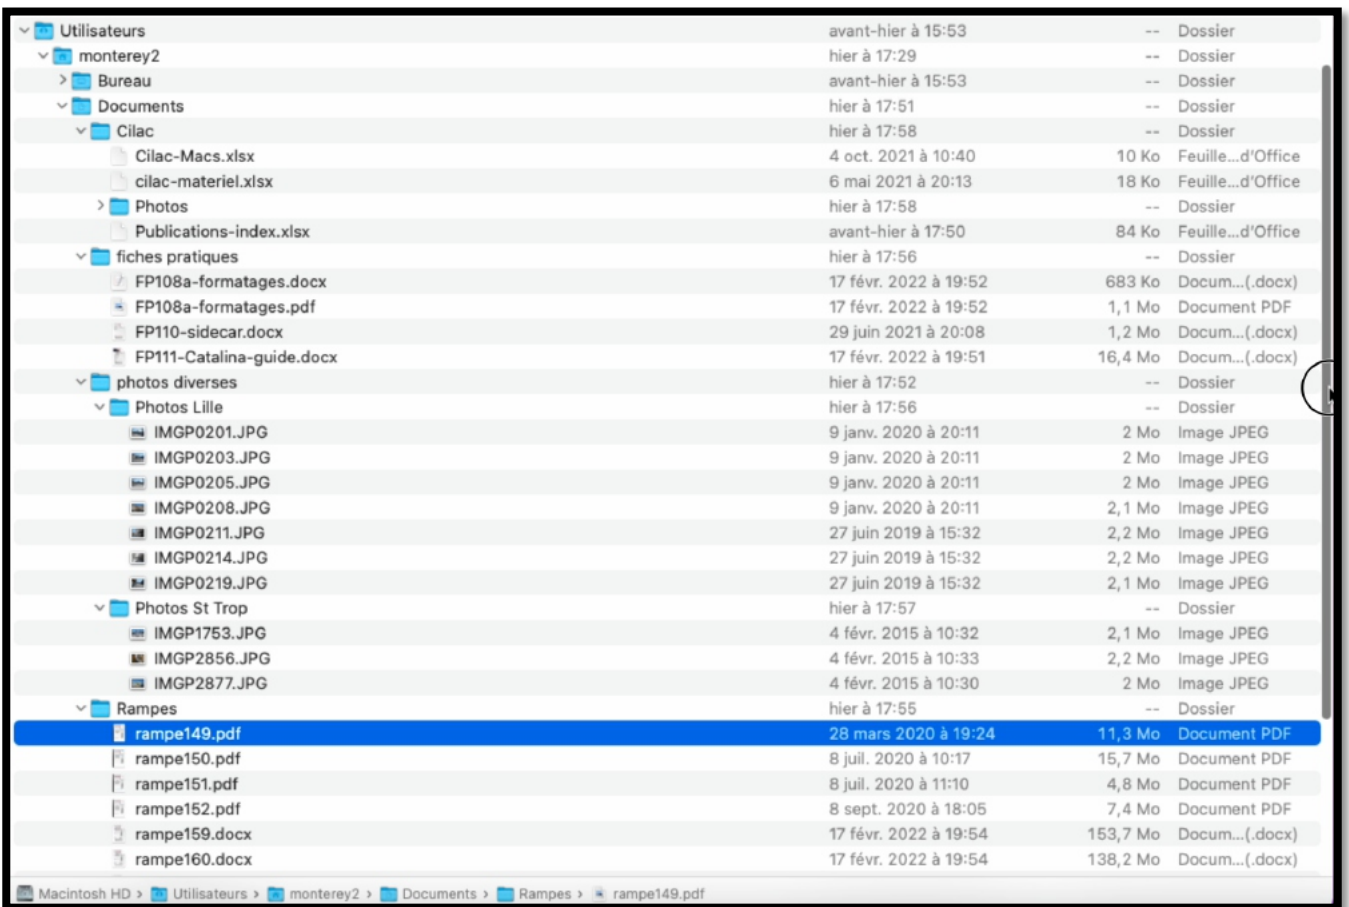 Utilisateurs avant-hier à 15:53 -- Dossier
monterey2 hier à 17:29 -- Dossier
Bureau avant-hier à 15:53 -- Dossier
Documents hier à 17:51 -- Dossier
Cilac hier à 17:58 -- Dossier
Cilac-Macs.xlsx 4 oct. 2021 à 10:40 10 Ko Feuille...d'Office
cilac-materiel.xlsx 6 mai 2021 à 20:13 18 Ko Feuille...d'Office
Photos hier à 17:58 -- Dossier
Publications-index.xlsx avant-hier à 17:50 84 Ko Feuille...d'Office
fiches pratiques hier à 17:56 -- Dossier
FP108a-formatages.docx 17 févr. 2022 à 19:52 683 Ko Docum...(.docx)
FP108a-formatages.pdf 17 févr. 2022 à 19:52 1,1 Mo Document PDF
FP110-sidecar.docx 29 juin 2021 à 20:08 1,2 Mo Docum...(.docx)
FP111-Catalina-guide.docx 17 févr. 2022 à 19:51 16,4 Mo Docum...(.docx)
photos diverses hier à 17:52 -- Dossier
Photos Lille hier à 17:56 -- Dossier
IMGP0201.JPG 9 janv. 2020 à 20:11 2 Mo Image JPEG
IMGP0203.JPG 9 janv. 2020 à 20:11 2 Mo Image JPEG
IMGP0205.JPG 9 janv. 2020 à 20:11 2 Mo Image JPEG
IMGP0208.JPG 9 janv. 2020 à 20:11 2,1 Mo Image JPEG
IMGP0211.JPG 27 juin 2019 à 15:32 2,2 Mo Image JPEG
IMGP0214.JPG 27 juin 2019 à 15:32 2,2 Mo Image JPEG
IMGP0219.JPG 27 juin 2019 à 15:32 2,1 Mo Image JPEG
Photos St Trop hier à 17:57 -- Dossier
IMGP1753.JPG 4 févr. 2015 à 10:32 2,1 Mo Image JPEG
IMGP2856.JPG 4 févr. 2015 à 10:33 2,2 Mo Image JPEG
IMGP2877.JPG 4 févr. 2015 à 10:30 2 Mo Image JPEG
Rampes hier à 17:55 -- Dossier
rampe149.pdf 28 mars 2020 à 19:24 11,3 Mo Document PDF
rampe150.pdf 8 juil. 2020 à 10:17 15,7 Mo Document PDF
rampe151.pdf 8 juil. 2020 à 11:10 4,8 Mo Document PDF
rampe152.pdf 8 sept. 2020 à 18:05 7,4 Mo Document PDF
rampe159.docx 17 févr. 2022 à 19:54 153,7 Mo Docum...(.docx)
rampe160.docx 17 févr. 2022 à 19:54 138,2 Mo Docum...(.docx)
Macintosh HD › Utilisateurs › monterey2 › Documents › Rampes › rampe149.pdf